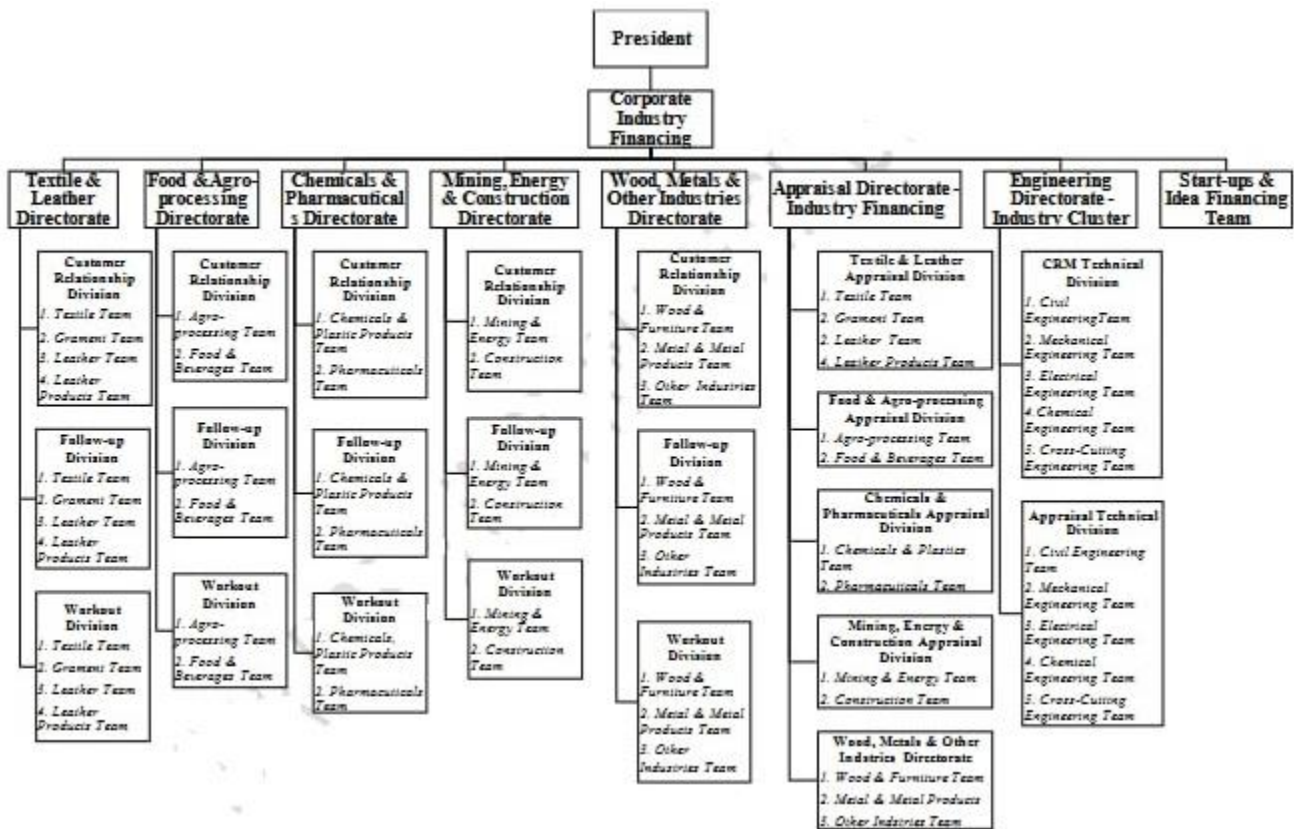 President
Corporate
Industry
Financing
Textile &
Leather
Directorate
Food &Agro-
processing
Directorate
Chemicals &
Pharmaceutical
s Directorate
Mining, Energy
& Construction
Directorate
Wood, Metals &
Other Industries
Directorate
Appraisal Directorate -
Industry Financing
Engineering
Directorate -
Industry Cluster
Start-ups &
Idea Financing
Team
Customer
Relationship
Division
1. Textile Team
2. Grament Team
3. Leather Team
4. Leather
Products Team
Follow-up
Division
1. Textile Team
2. Grament Team
3. Leather Team
4. Leather
Products Team
Workout
Division
1. Textile Team
2. Grament Team
3. Leather Team
4. Leather
Products Team
Customer
Relationship
Division
1. Agro-
processing Team
2. Food &
Beverages Team
Follow-up
Division
1. Agro-
processing Team
2. Food &
Beverages Team
Workout
Division
1. Agro-
processing Team
2. Food &
Beverages Team
Customer
Relationship
Division
1. Chemicals &
Plastic Products
Team
2. Pharmaceuticals
Team
Follow-up
Division
1. Chemicals &
Plastic Products
Team
2. Pharmaceuticals
Team
Workout
Division
1. Chemicals,
Plastic Products
Team
2. Pharmaceuticals
Team
Customer
Relationship
Division
1. Mining &
Energy Team
2. Construction
Team
Follow-up
Division
1. Mining &
Energy Team
2. Construction
Team
Workout
Division
1. Mining &
Energy Team
2. Construction
Team
Customer
Relationship
Division
1. Wood &
Furniture Team
2. Metal & Metal
Products Team
3. Other Industries
Team
Follow-up
Division
1. Wood &
Furniture Team
2. Metal & Metal
Products Team
3. Other
Industries Team
Workout
Division
1. Wood &
Furniture Team
2. Metal & Metal
Products Team
3. Other
Industries Team
Textile & Leather
Appraisal Division
1. Textile Team
2. Grament Team
2. Leather Team
4. Leather Products Team
Food & Agro-processing
Appraisal Division
1. Agro-processing Team
2. Food & Beverages Team
Chemicals &
Pharmaceuticals Appraisal
Division
1. Chemicals & Plastics
Team
2. Pharmaceuticals Team
Mining, Energy &
Construction Appraisal
Division
1. Mining & Energy Team
2. Construction Team
Wood, Metals & Other
Indstries Directorate
1. Wood & Furniture Team
2. Metal & Metal Products
3. Other Indstries Team
CRM Technical
Division
1. Civil
EngineeringTeam
2. Mechanical
Engineering Team
3. Electrical
Engineering Team
4. Chemical
Engineering Team
5. Cross-Cutting
Engineering Team
Appraisal Technical
Division
1. Civil Engineering
Team
2. Mechanical
Engineering Team
3. Electrical
Engineering Team
4. Chemical
Engineering Team
5. Cross-Cutting
Engineering Team